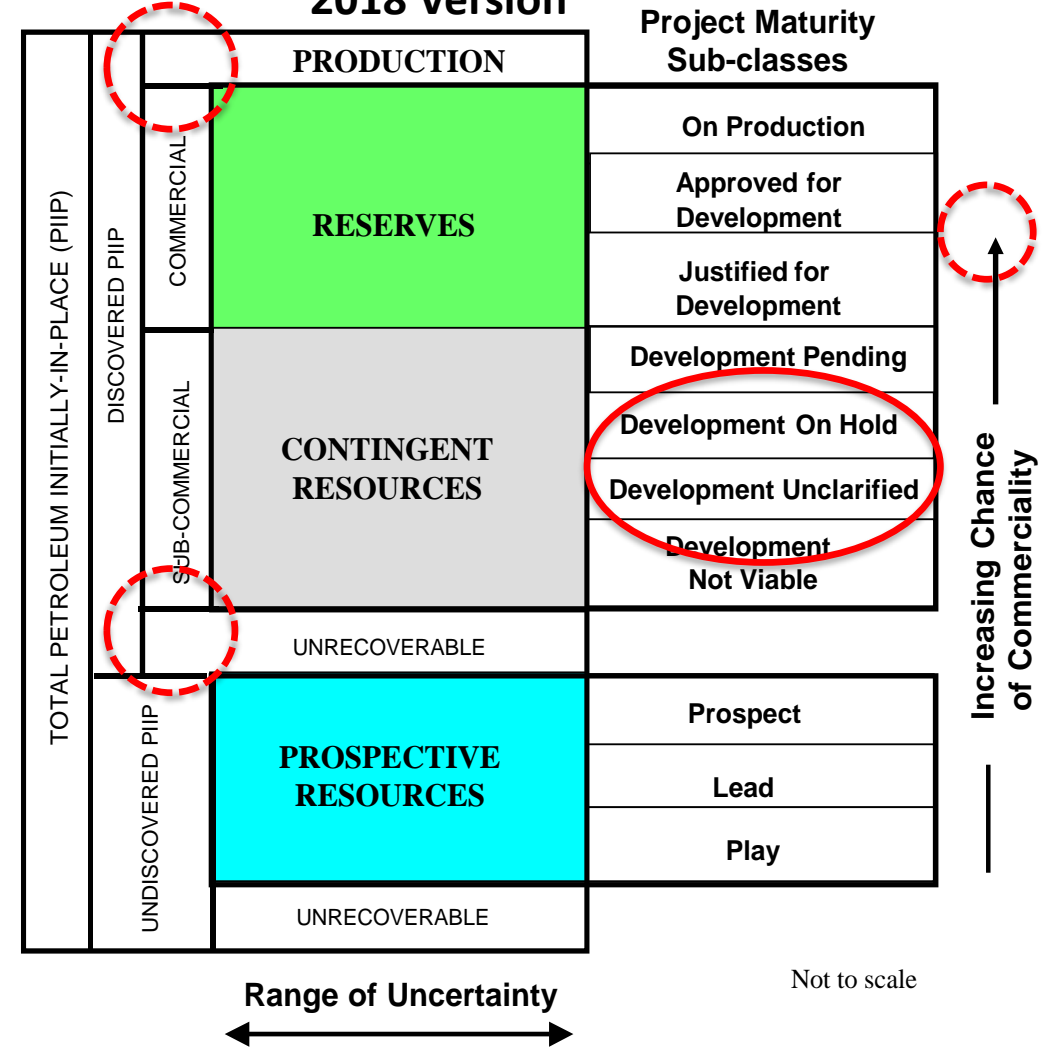 2018 Version
Project Maturity
Sub-classes
TOTAL PETROLEUM INITIALLY-IN-PLACE (PIIP)
DISCOVERED PIIP
UNDISCOVERED PIIP
COMMERCIAL
SUB-COMMERCIAL
PRODUCTION
RESERVES
CONTINGENT
RESOURCES
UNRECOVERABLE
PROSPECTIVE
RESOURCES
UNRECOVERABLE
On Production
Approved for
Development
Justified for
Development
Development Pending
Development On Hold
Development Unclarified
Development
Not Viable
Prospect
Lead
Play
Increasing Chance
of Commerciality
Range of Uncertainty
Not to scale